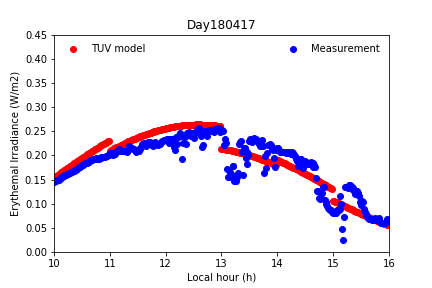 Day180417
TUV model
Measurement
Erythemal Irradiance (W/m2)
0.45
0.40
0.35
0.30
0.25
0.20
0.15
0.10
0.05
0.00
10 11 12 13 14 15 16
Local hour (h)